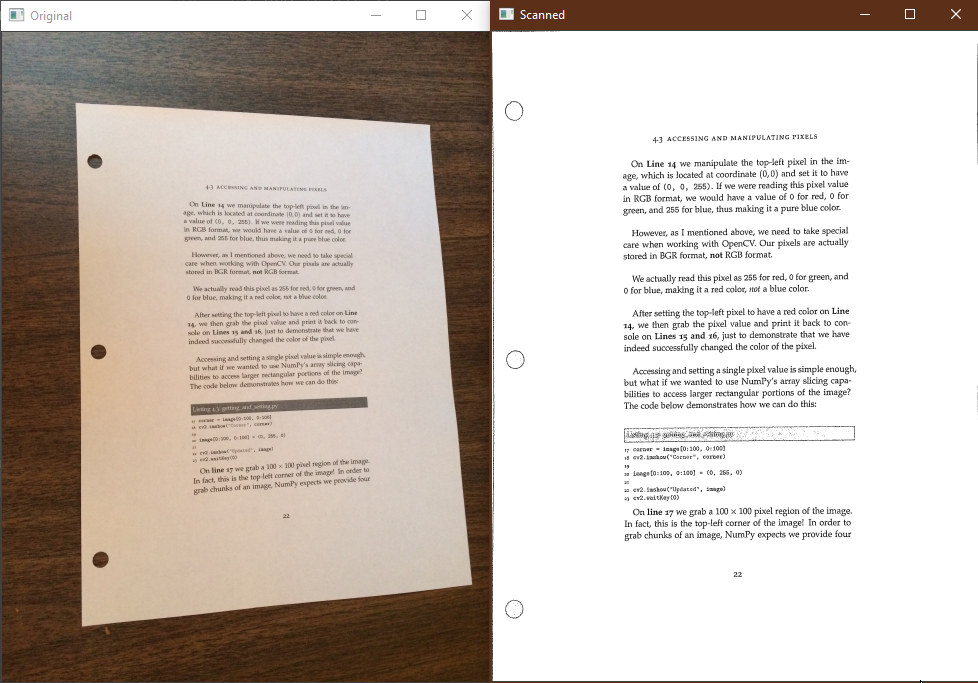 Original
4.3 ACCESSING AND MANIPULATING PIXELS
On Line 14 we manipulate the top-left pixel in the im-
age, which is located at coordinate (0,0) and set it to have
a value of (0, 0, 255). If we were reading this pixel value
in RGB format, we would have a value of 0 for red, 0 for
green, and 255 for blue, thus making it a pure blue color.
However, as I mentioned above, we need to take special
care when working with OpenCV. Our pixels are actually
stored in BGR format, not RGB format.
We actually read this pixel as 255 for red, 0 for green, and
0 for blue, making it a red color, not a blue color.
After setting the top-left pixel to have a red color on Line
14, we then grab the pixel value and print it back to con-
sole on Lines 15 and 16, just to demonstrate that we have
indeed successfully changed the color of the pixel.
Accessing and setting a single pixel value is simple enough,
but what if we wanted to use NumPy's array slicing capa-
bilities to access larger rectangular portions of the image?
The code below demonstrates how we can do this:
Listing 4.3: getting_and_setting.py
17 corner = image[0:100, 0:100]
18 cv2.imshow("Corner", corner)
19
20 image[0:100, 0:100] = (0, 255, 0)
21
22 cv2.imshow("Updated", image)
23 cv2.waitKey(0)
On line 17 we grab a 100 × 100 pixel region of the image.
In fact, this is the top-left corner of the image! In order to
grab chunks of an image, NumPy expects we provide four
22
Scanned
4.3 ACCESSING AND MANIPULATING PIXELS
On Line 14 we manipulate the top-left pixel in the im-
age, which is located at coordinate (0,0) and set it to have
a value of (0, 0, 255). If we were reading this pixel value
in RGB format, we would have a value of 0 for red, 0 for
green, and 255 for blue, thus making it a pure blue color.
However, as I mentioned above, we need to take special
care when working with OpenCV. Our pixels are actually
stored in BGR format, not RGB format.
We actually read this pixel as 255 for red, 0 for green, and
0 for blue, making it a red color, not a blue color.
After setting the top-left pixel to have a red color on Line
14, we then grab the pixel value and print it back to con-
sole on Lines 15 and 16, just to demonstrate that we have
indeed successfully changed the color of the pixel.
Accessing and setting a single pixel value is simple enough,
but what if we wanted to use NumPy's array slicing capa-
bilities to access larger rectangular portions of the image?
The code below demonstrates how we can do this:
Listing 4.3: getting_and_setting.py
17 corner = image[0:100, 0:100]
18 cv2.imshow("Corner", corner)
19
20 image[0:100, 0:100] = (0, 255, 0)
21
22 cv2.imshow("Updated", image)
23 cv2.waitKey(0)
On line 17 we grab a 100 × 100 pixel region of the image.
In fact, this is the top-left corner of the image! In order to
grab chunks of an image, NumPy expects we provide four
22